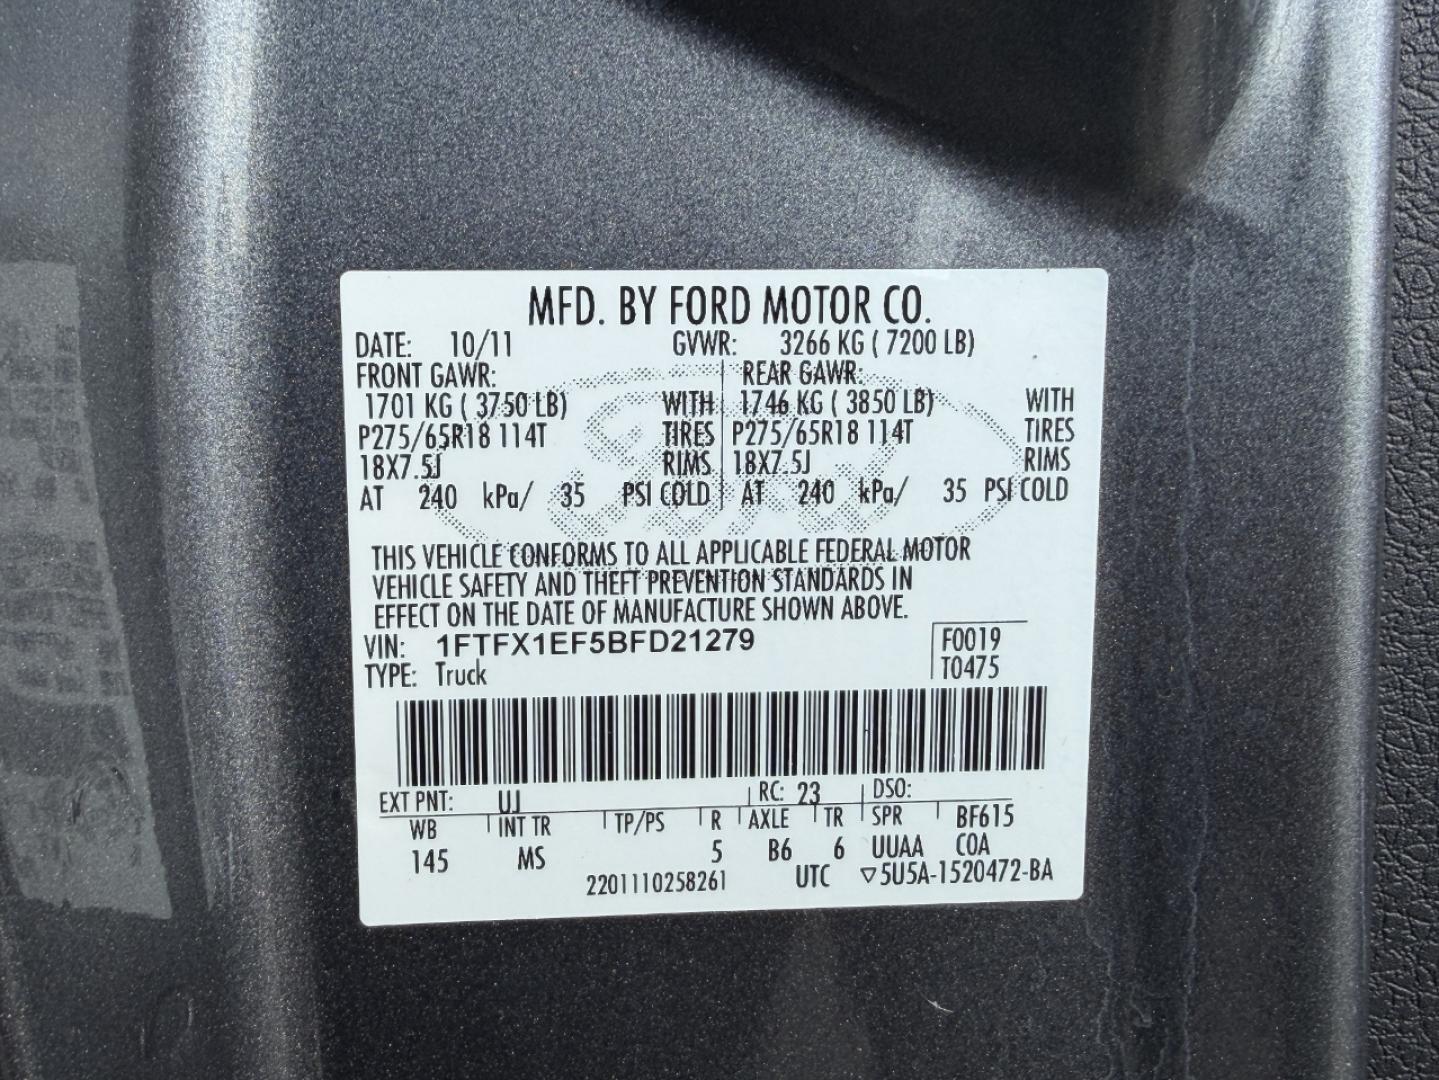 MFD. BY FORD MOTOR CO.
DATE: 10/11 GVWR: 3266 KG ( 7200 LB)
FRONT GAWR: REAR GAWR:
1701 KG ( 3750 LB) WITH 1746 KG ( 3850 LB) WITH
P275/65R18 114T TIRES P275/65R18 114T TIRES
18X7.5J RIMS 18X7.5J RIMS
AT 240 kPa/ 35 PSI COLD AT 240 kPa/ 35 PSI COLD
Ford
THIS VEHICLE CONFORMS TO ALL APPLICABLE FEDERAL MOTOR
VEHICLE SAFETY AND THEFT PREVENTION STANDARDS IN
EFFECT ON THE DATE OF MANUFACTURE SHOWN ABOVE.
VIN: 1FTFX1EF5BFD21279 F0019
TYPE: Truck T0475
EXT PNT: UJ RC: 23 DSO:
WB INT TR TP/PS R AXLE TR SPR BF615
145 MS 5 B6 6 UUAA COA
2201110258261 UTC ▽5U5A-1520472-BA